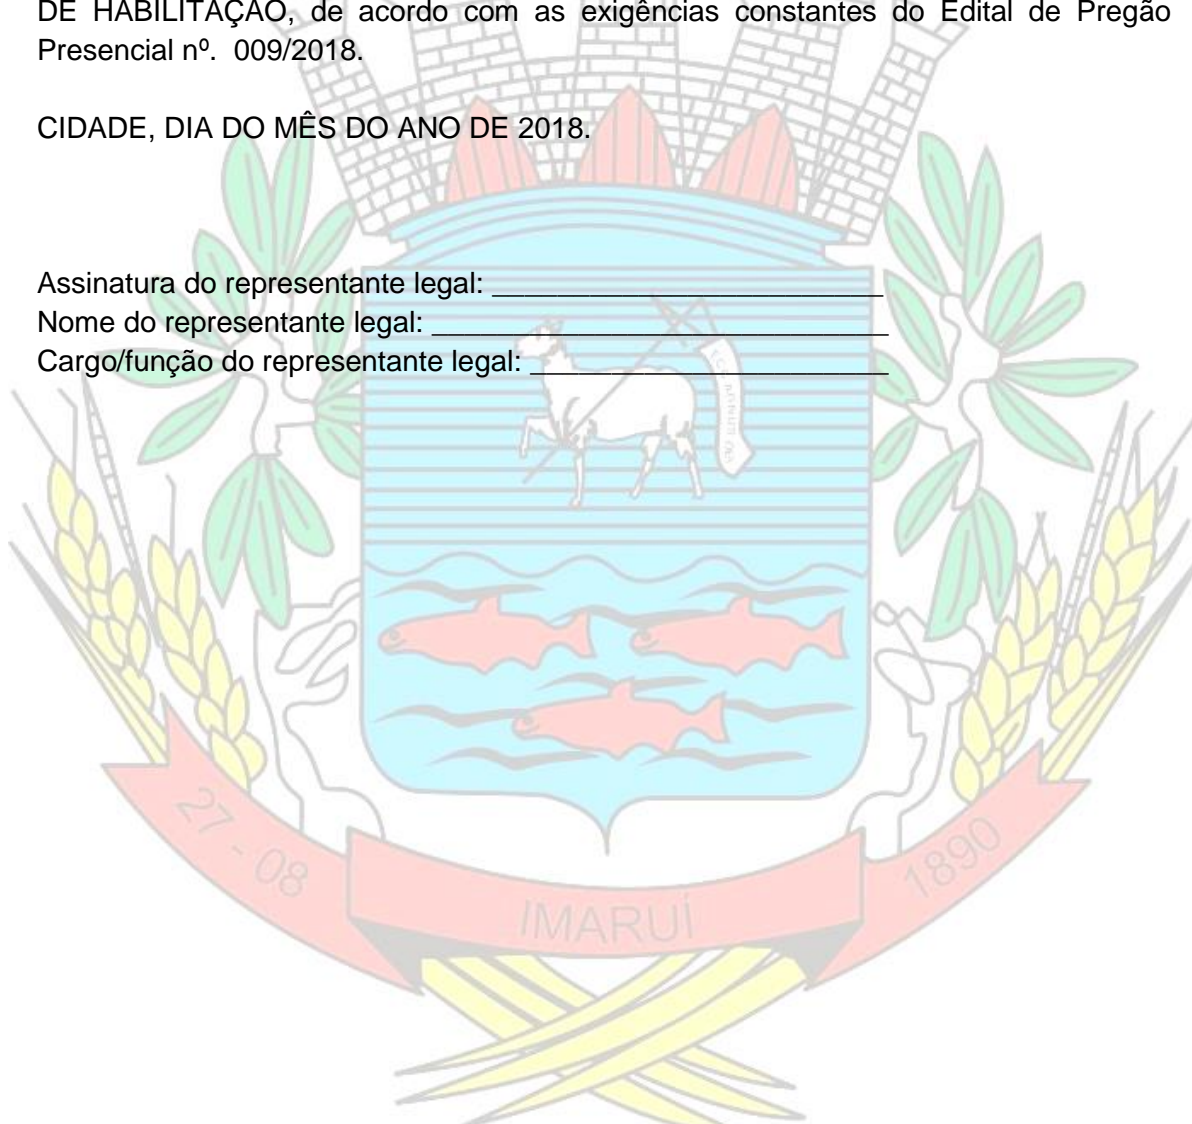 DE HABILITAÇÃO, de acordo com as exigências constantes do Edital de Pregão
Presencial nº. 009/2018.
CIDADE, DIA DO MÊS DO ANO DE 2018.
Assinatura do representante legal: ________________________
Nome do representante legal: ____________________________
Cargo/função do representante legal: ______________________
27 - 08
IMARUÍ
1890